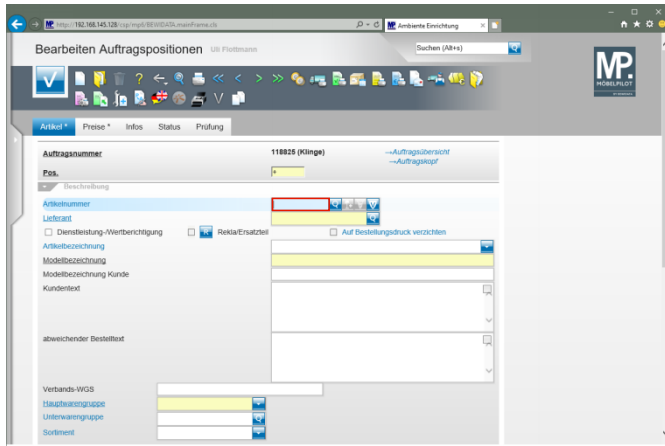 http://192.168.145.128/csp/mpli/BEWIDATA.mainFrame.cls
Ambiente Einrichtung
Bearbeiten Auftragspositionen Uli Flottmann
Suchen (Alt+s)
MP.
MÖBELPILOT
Artikel * Preise * Infos Status Prüfung
Auftragsnummer 118825 (Klinge) →Auftragsübersicht
→Auftragskopf
Pos. +
Beschreibung
Artikelnummer
Lieferant
Dienstleistung-/Wertberichtigung R Rekla/Ersatzteil Auf Bestellungsdruck verzichten
Artikelbezeichnung
Modellbezeichnung
Modellbezeichnung Kunde
Kundentext
abweichender Bestelltext
Verbands-WGS
Hauptwarengruppe
Unterwarengruppe
Sortiment